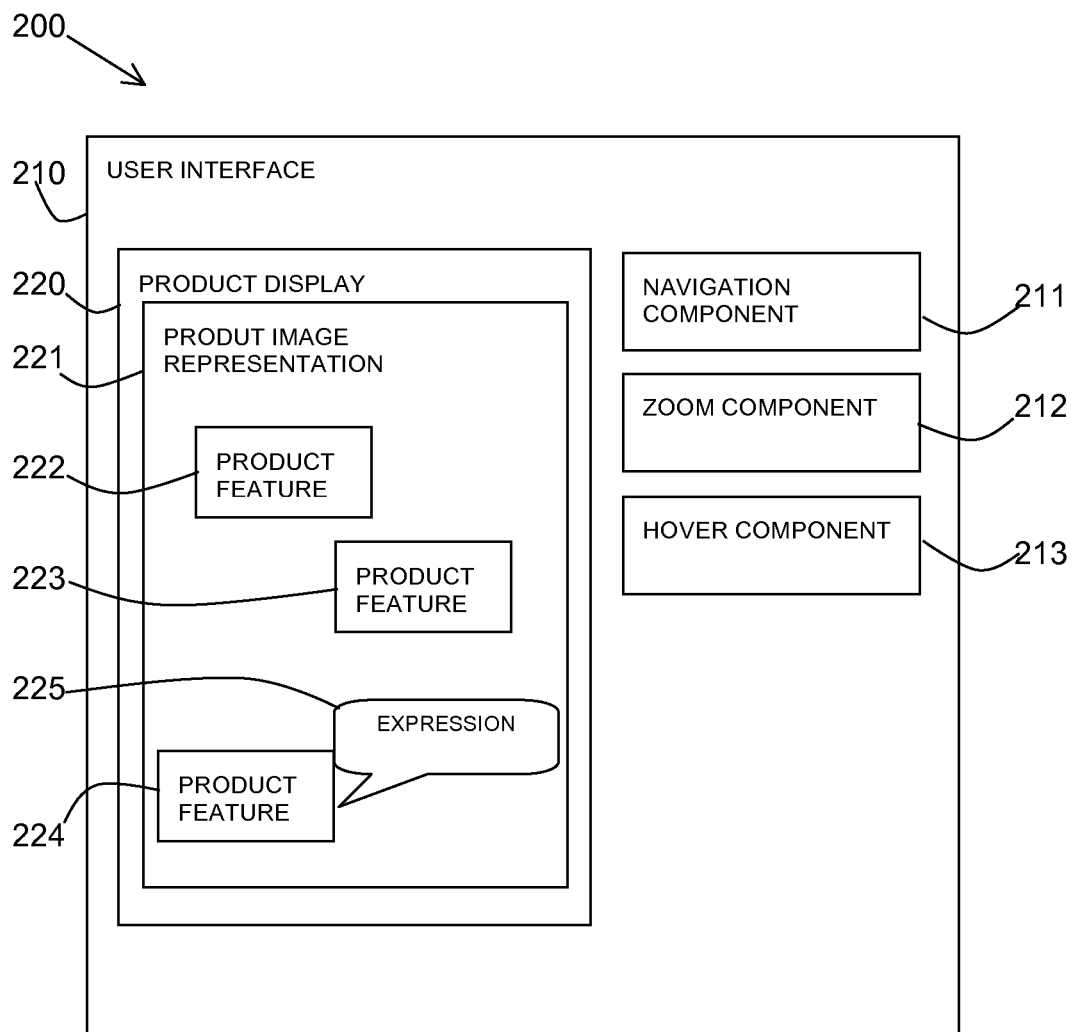 200
210
USER INTERFACE
220
PRODUCT DISPLAY
221
PRODUT IMAGE
REPRESENTATION
222
PRODUCT
FEATURE
223
PRODUCT
FEATURE
225
EXPRESSION
224
PRODUCT
FEATURE
NAVIGATION
COMPONENT
211
ZOOM COMPONENT
212
HOVER COMPONENT
213